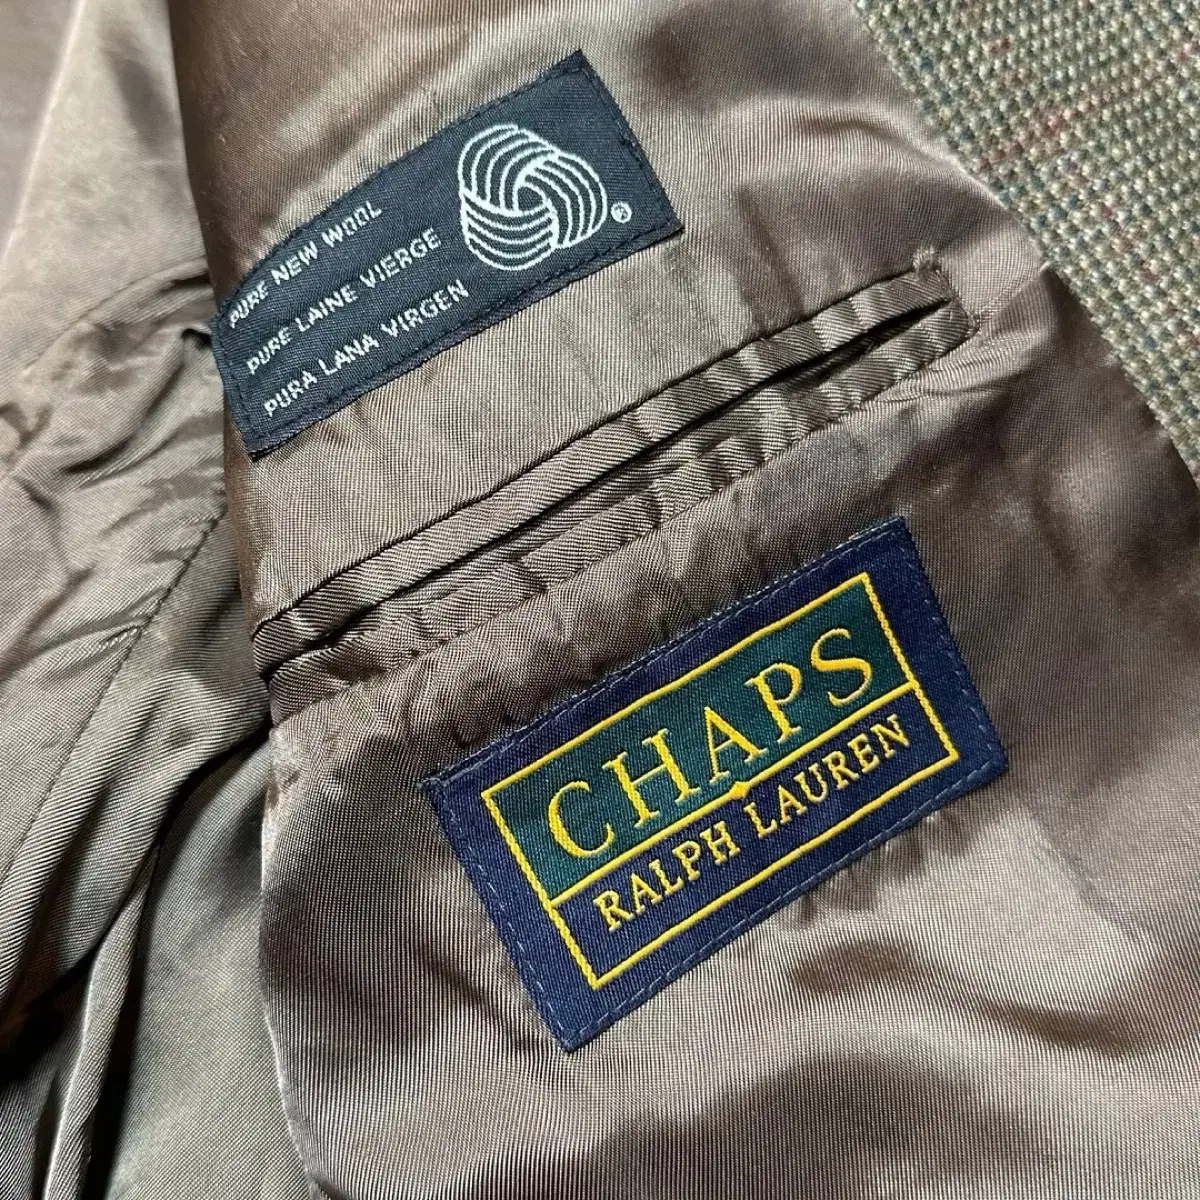 PURE NEW WOOL
PURE LAINE VIERGE
PURA LANA VIRGEN
®
CHAPS
RALPH LAUREN